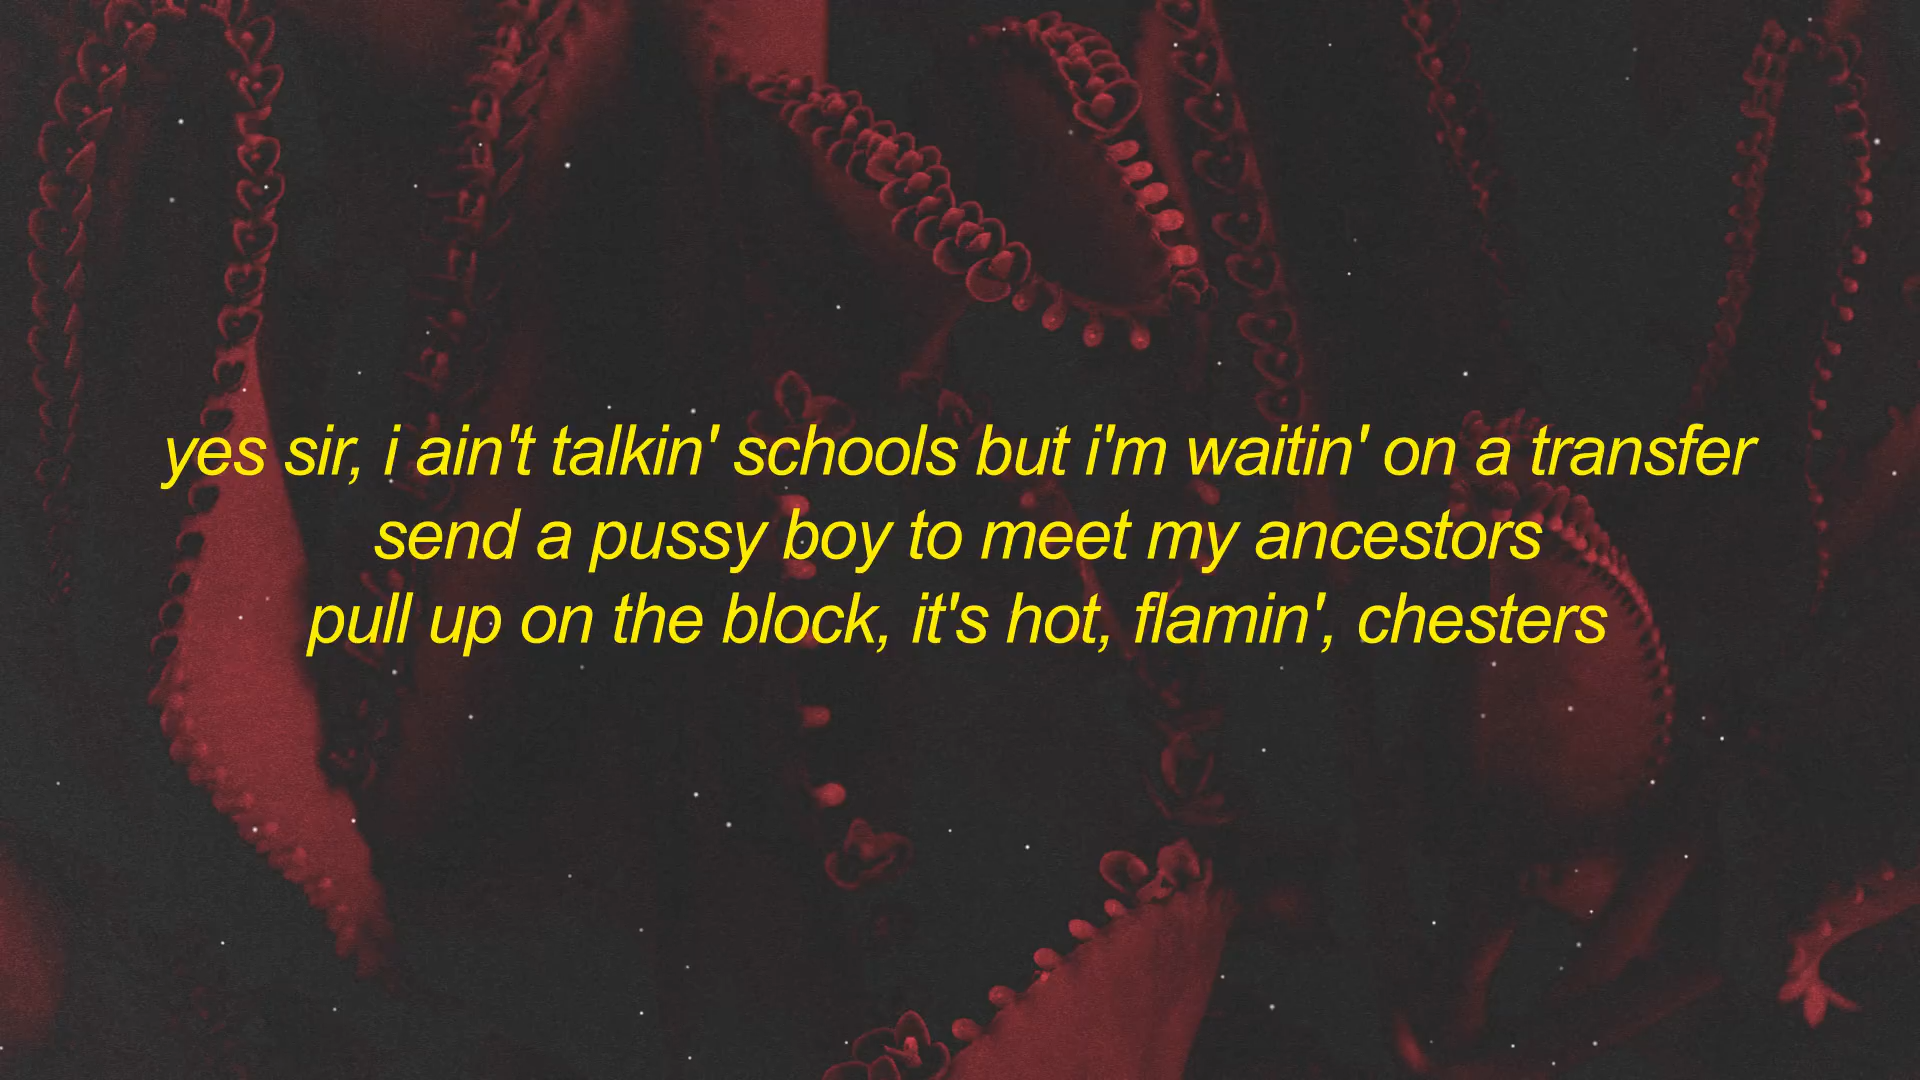 yes sir, i ain't talkin' schools but i'm waitin' on a transfer
send a pussy boy to meet my ancestors
pull up on the block, it's hot, flamin', chesters